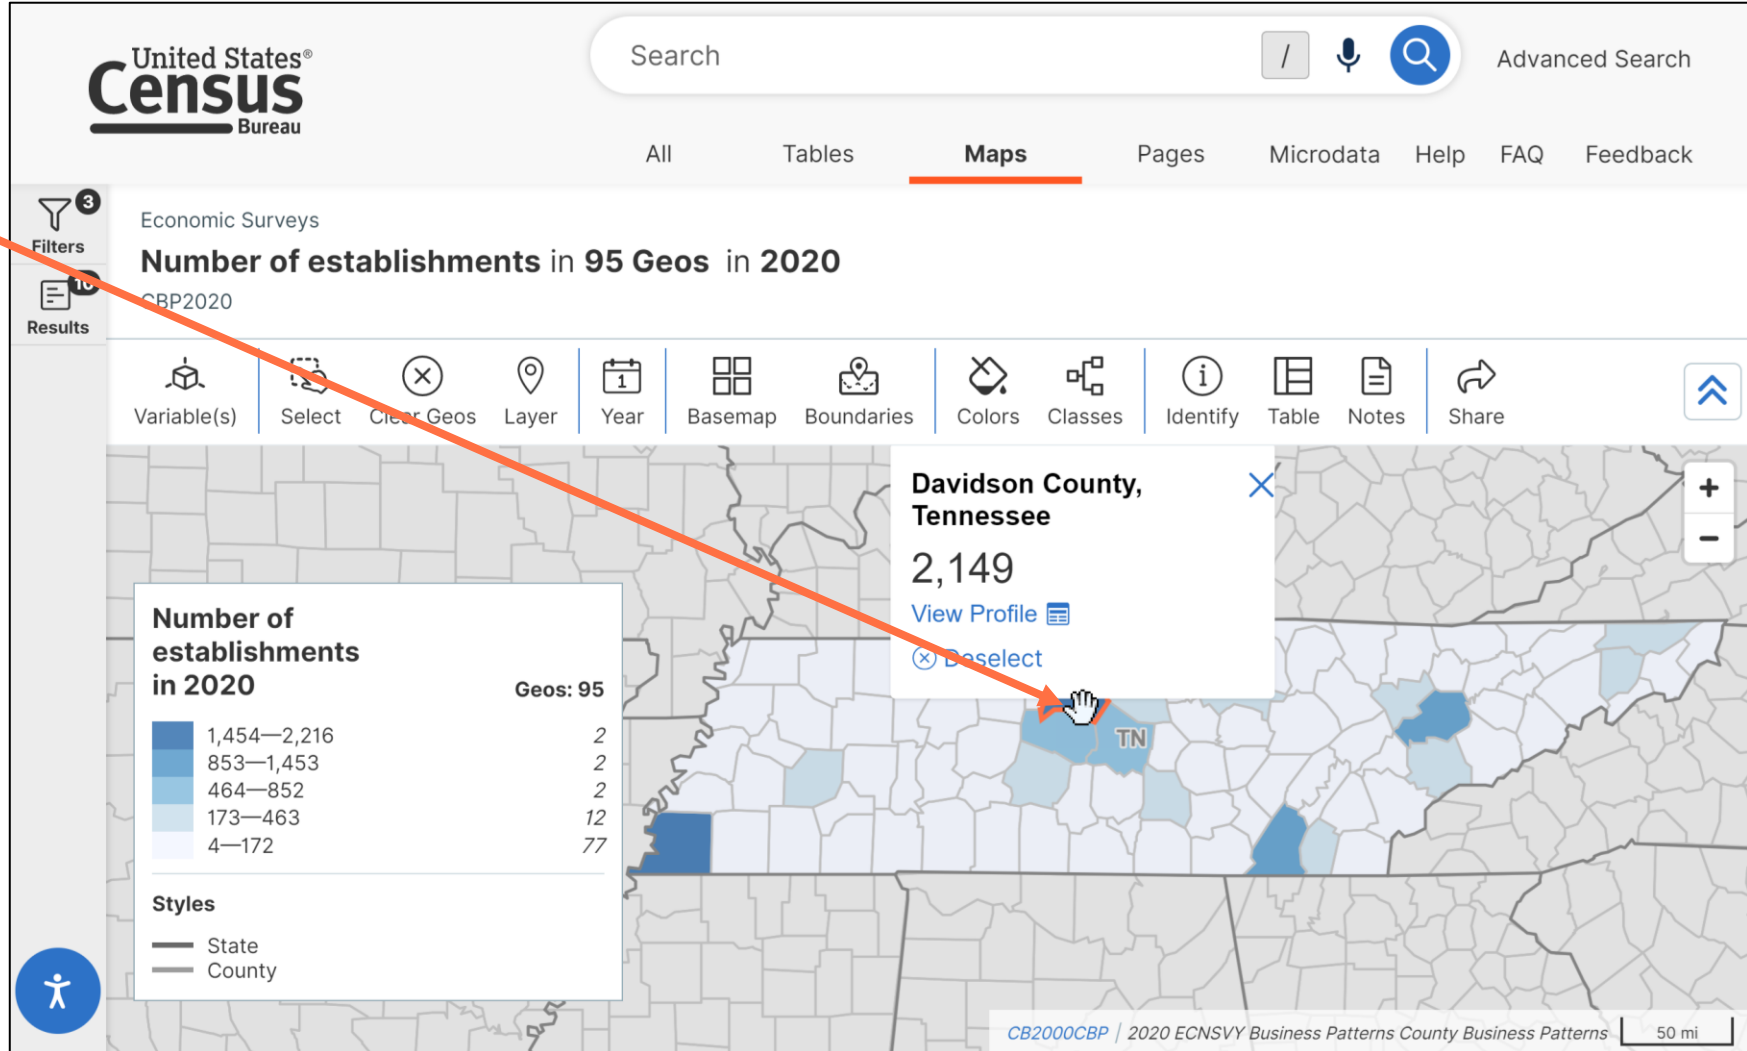 United States®
Census
Bureau
Search
/
Advanced Search
All
Tables
Maps
Pages
Microdata
Help
FAQ
Feedback
3
Filters
10
Results
Economic Surveys
Number of establishments in 95 Geos in 2020
CBP2020
Variable(s)
Select
Clear Geos
Layer
1
Year
Basemap
Boundaries
Colors
Classes
i
Identify
Table
Notes
Share
Davidson County,
Tennessee
2,149
View Profile
Deselect
+
−
TN
Number of
establishments
in 2020
Geos: 95
1,454—2,216 2
853—1,453 2
464—852 2
173—463 12
4—172 77
Styles
State
County
CB2000CBP | 2020 ECNSVY Business Patterns County Business Patterns
50 mi